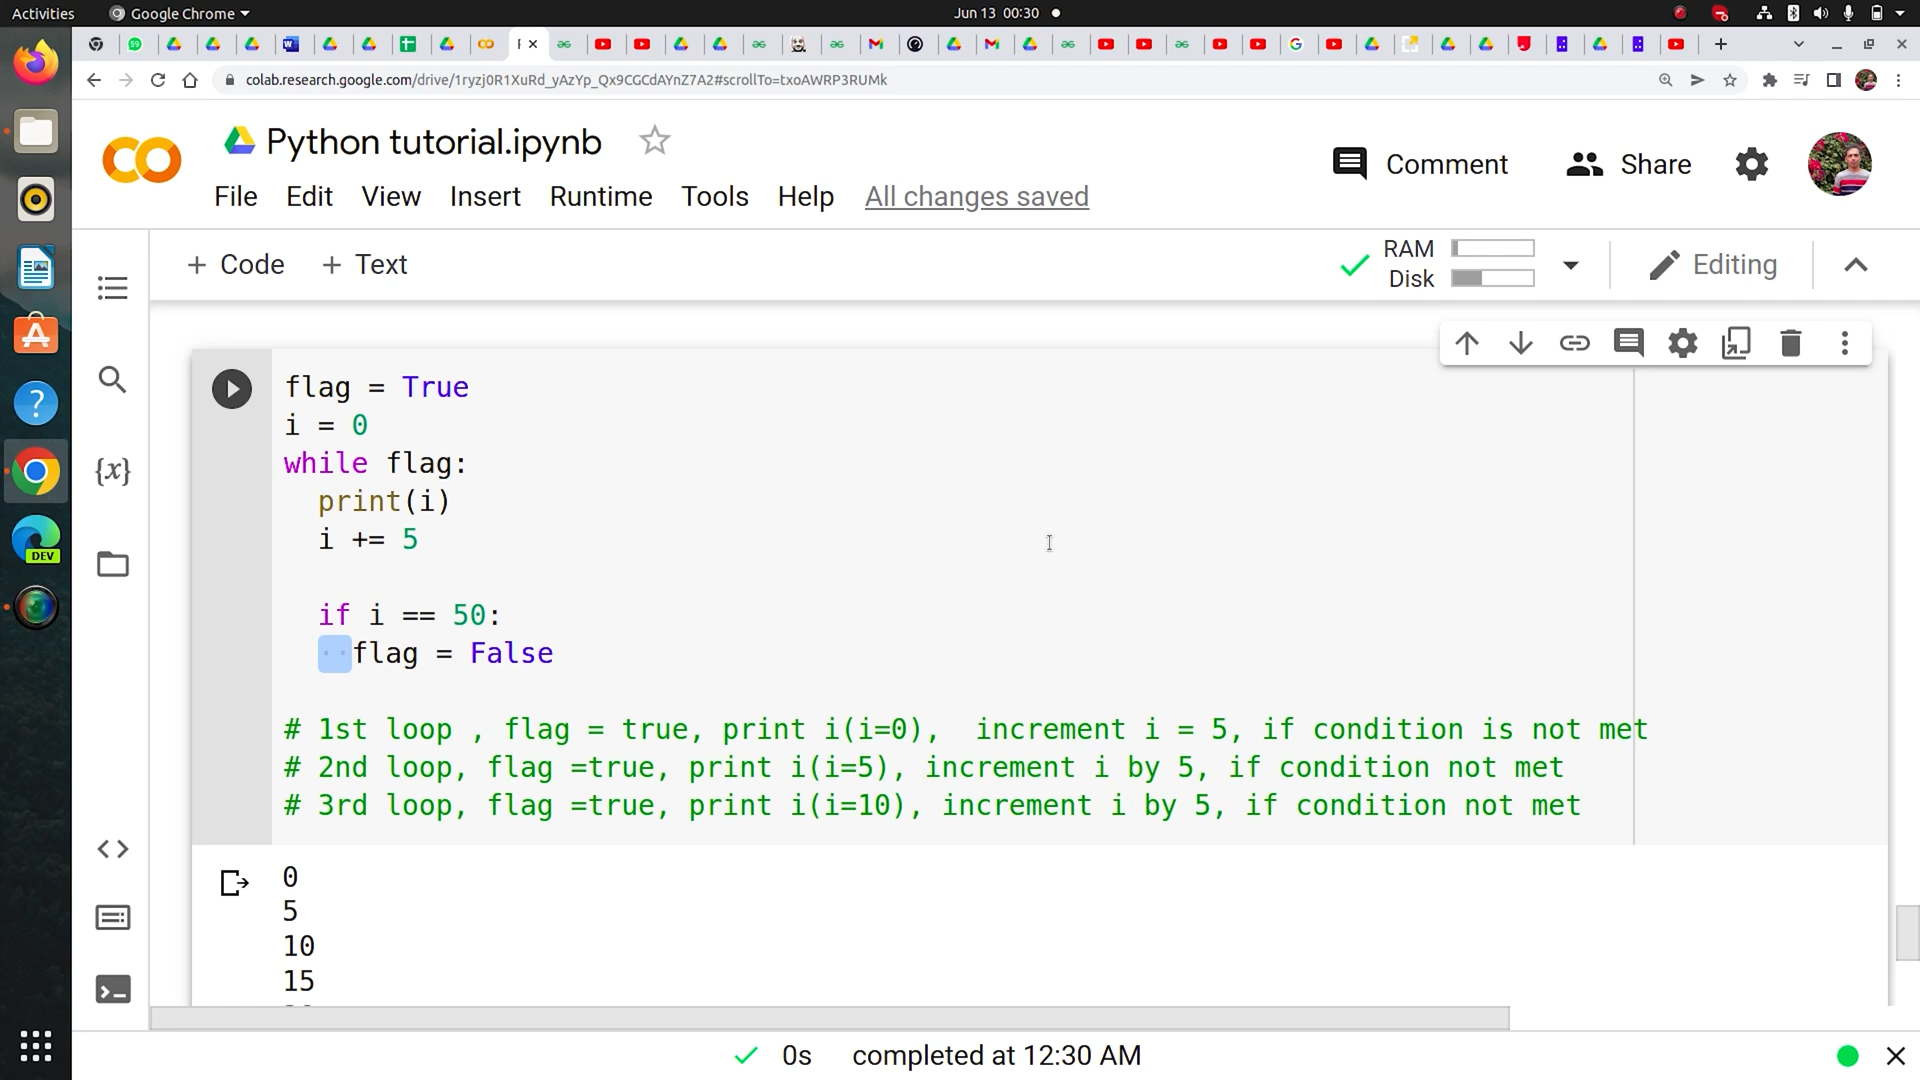 Activities Google Chrome Jun 13 00:30
colab.research.google.com/drive/1ryzj0R1XuRd_yAzYp_Qx9CGCdAYnZ7A2#scrollTo=txoAWRP3RUMk
Python tutorial.ipynb
Comment Share
File Edit View Insert Runtime Tools Help All changes saved
+ Code + Text RAM Disk Editing
flag = True
i = 0
while flag:
print(i)
i += 5
if i == 50:
flag = False
# 1st loop , flag = true, print i(i=0),  increment i = 5, if condition is not met
# 2nd loop, flag =true, print i(i=5), increment i by 5, if condition not met
# 3rd loop, flag =true, print i(i=10), increment i by 5, if condition not met
0
5
10
15
0s completed at 12:30 AM
{x}
DEV